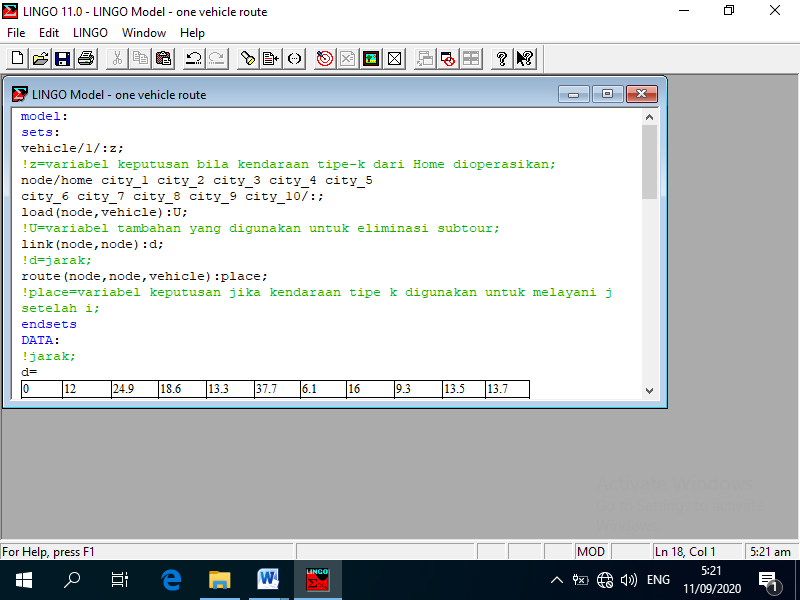 LINGO 11.0 - LINGO Model - one vehicle route
File Edit LINGO Window Help
LINGO Model - one vehicle route
model:
sets:
vehicle/1/:z;
!z=variabel keputusan bila kendaraan tipe-k dari Home dioperasikan;
node/home city_1 city_2 city_3 city_4 city_5
city_6 city_7 city_8 city_9 city_10/:;
load(node,vehicle):U;
!U=variabel tambahan yang digunakan untuk eliminasi subtour;
link(node,node):d;
!d=jarak;
route(node,node,vehicle):place;
!place=variabel keputusan jika kendaraan tipe k digunakan untuk melayani j
setelah i;
endsets
DATA:
!jarak;
d=
0 12 24.9 18.6 13.3 37.7 6.1 16 9.3 13.5 13.7
For Help, press F1 MOD Ln 18, Col 1 5:21 am
LINGO
ENG
5:21
11/09/2020
1